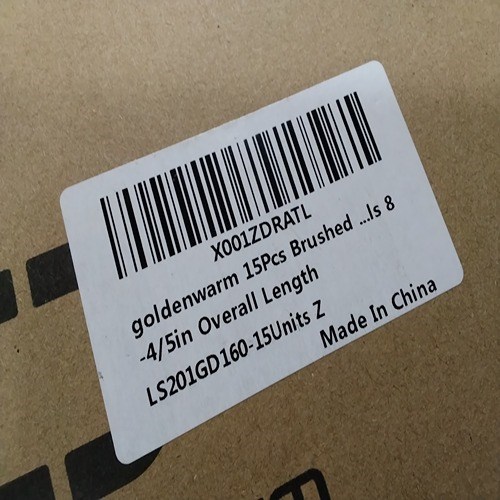 X001ZDRATL
goldenwarm 15Pcs Brushed ...ls 8
-4/5in Overall Length
LS201GD160-15Units Z
Made In China